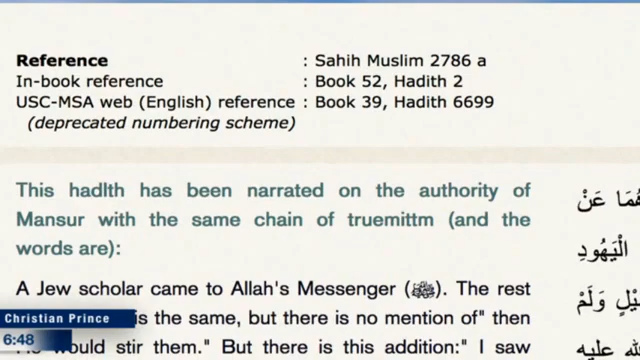 Reference : Sahih Muslim 2786 a
In-book reference : Book 52, Hadith 2
USC-MSA web (English) reference : Book 39, Hadith 6699
(deprecated numbering scheme)
This hadlth has been narrated on the authority of
Mansur with the same chain of truemittm (and the
words are):
A Jew scholar came to Allah's Messenger (ﷺ). The rest
is the same, but there is no mention of" then
would stir them." But there is this addition:" I saw
هُمَا عَنْ
الْيَهُودِ
وَلَمْ
عليه
Christian Prince
6:48